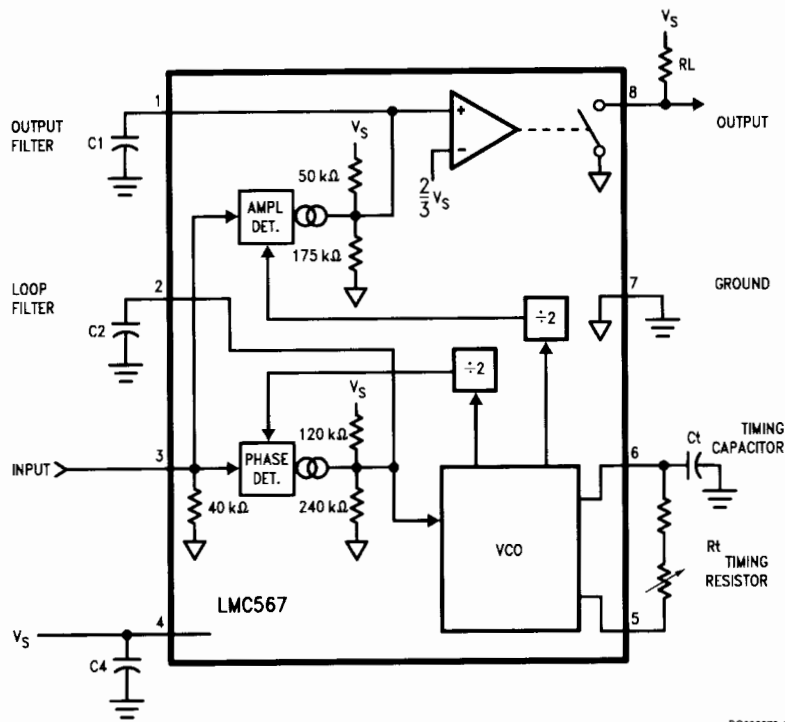 V_S
RL
8
OUTPUT
1
OUTPUT
FILTER
C1
V_S
50 kΩ
+
−
2/3 V_S
AMPL
DET.
175 kΩ
2
LOOP
FILTER
C2
7
GROUND
÷2
÷2
V_S
120 kΩ
3
INPUT
PHASE
DET.
40 kΩ
240 kΩ
VCO
6
Ct
TIMING
CAPACITOR
Rt
TIMING
RESISTOR
5
LMC567
V_S
4
C4